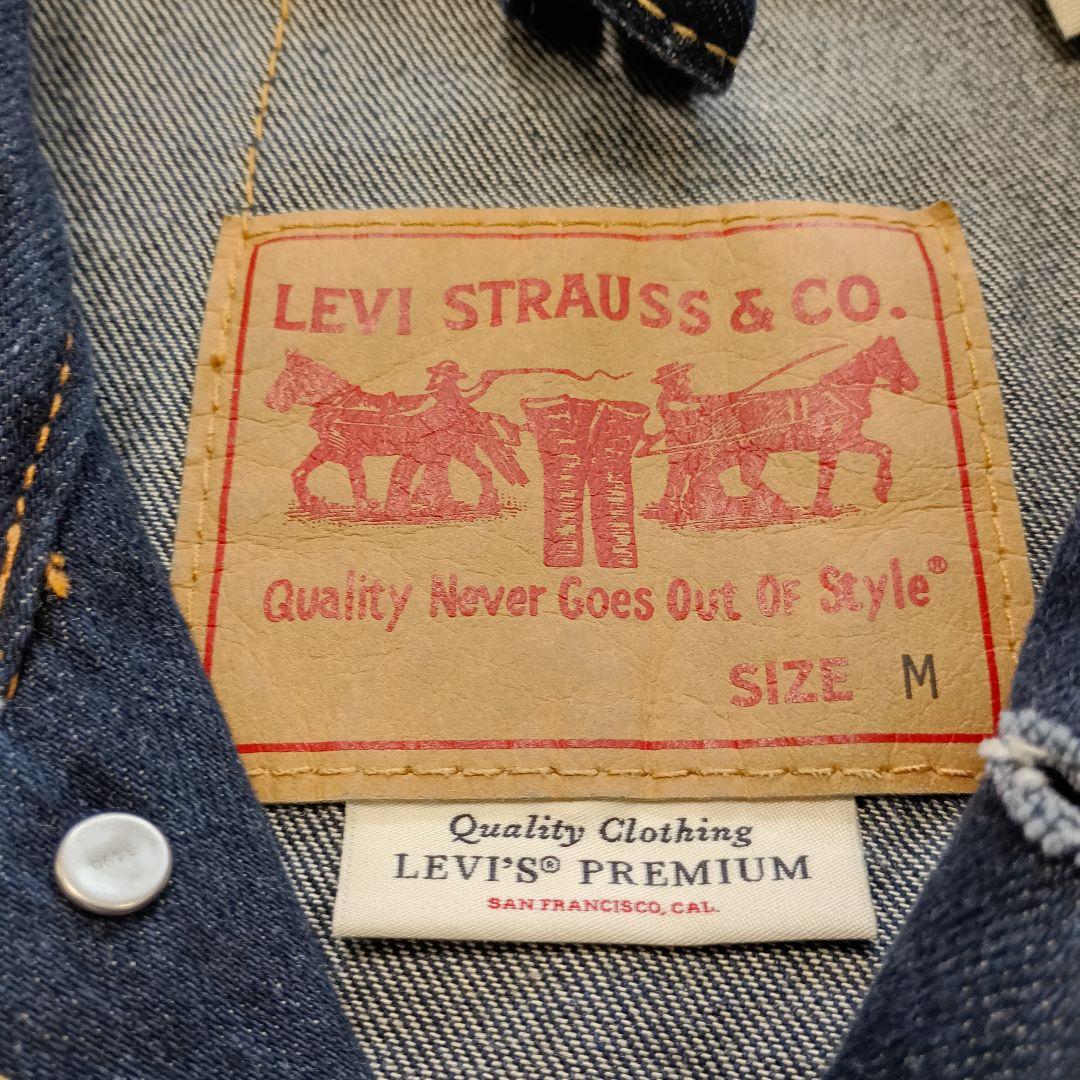 LEVI STRAUSS & CO.
Quality Never Goes Out OF Style®
SIZE M
Quality Clothing
LEVI'S® PREMIUM
SAN FRANCISCO, CAL.